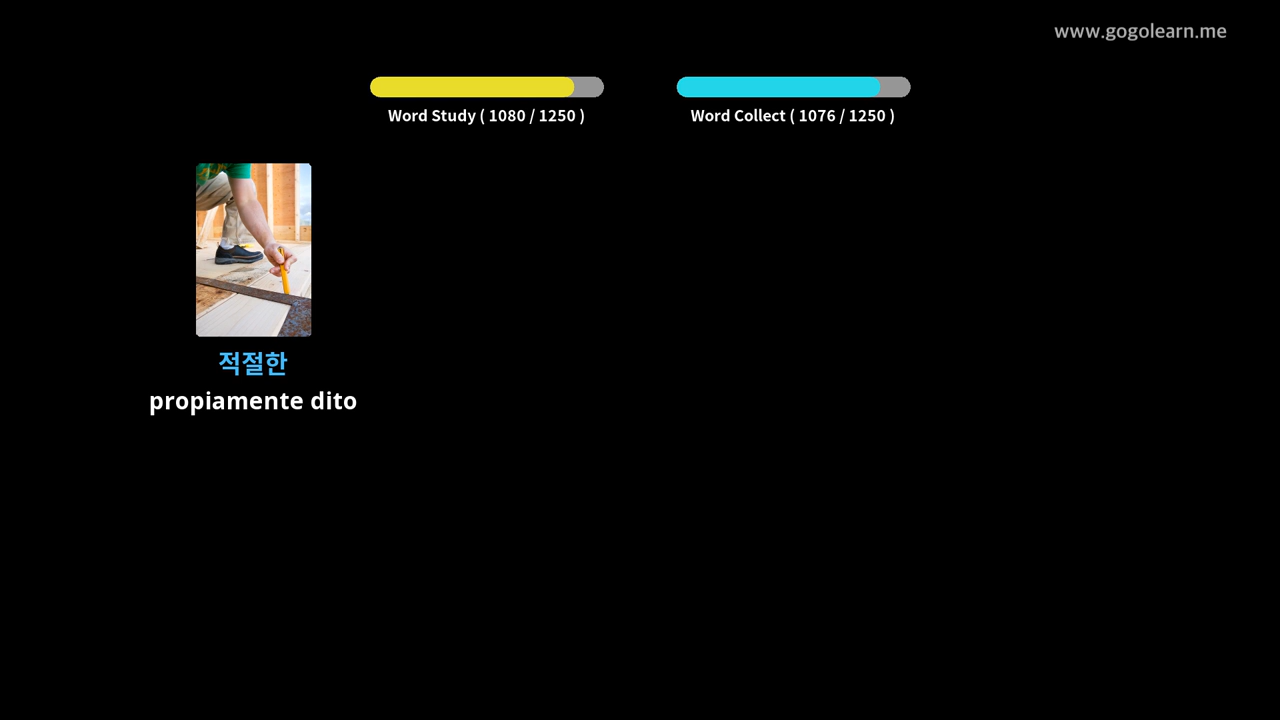 www.gogolearn.me
Word Study ( 1080 / 1250 )
Word Collect ( 1076 / 1250 )
적절한
propiamente dito